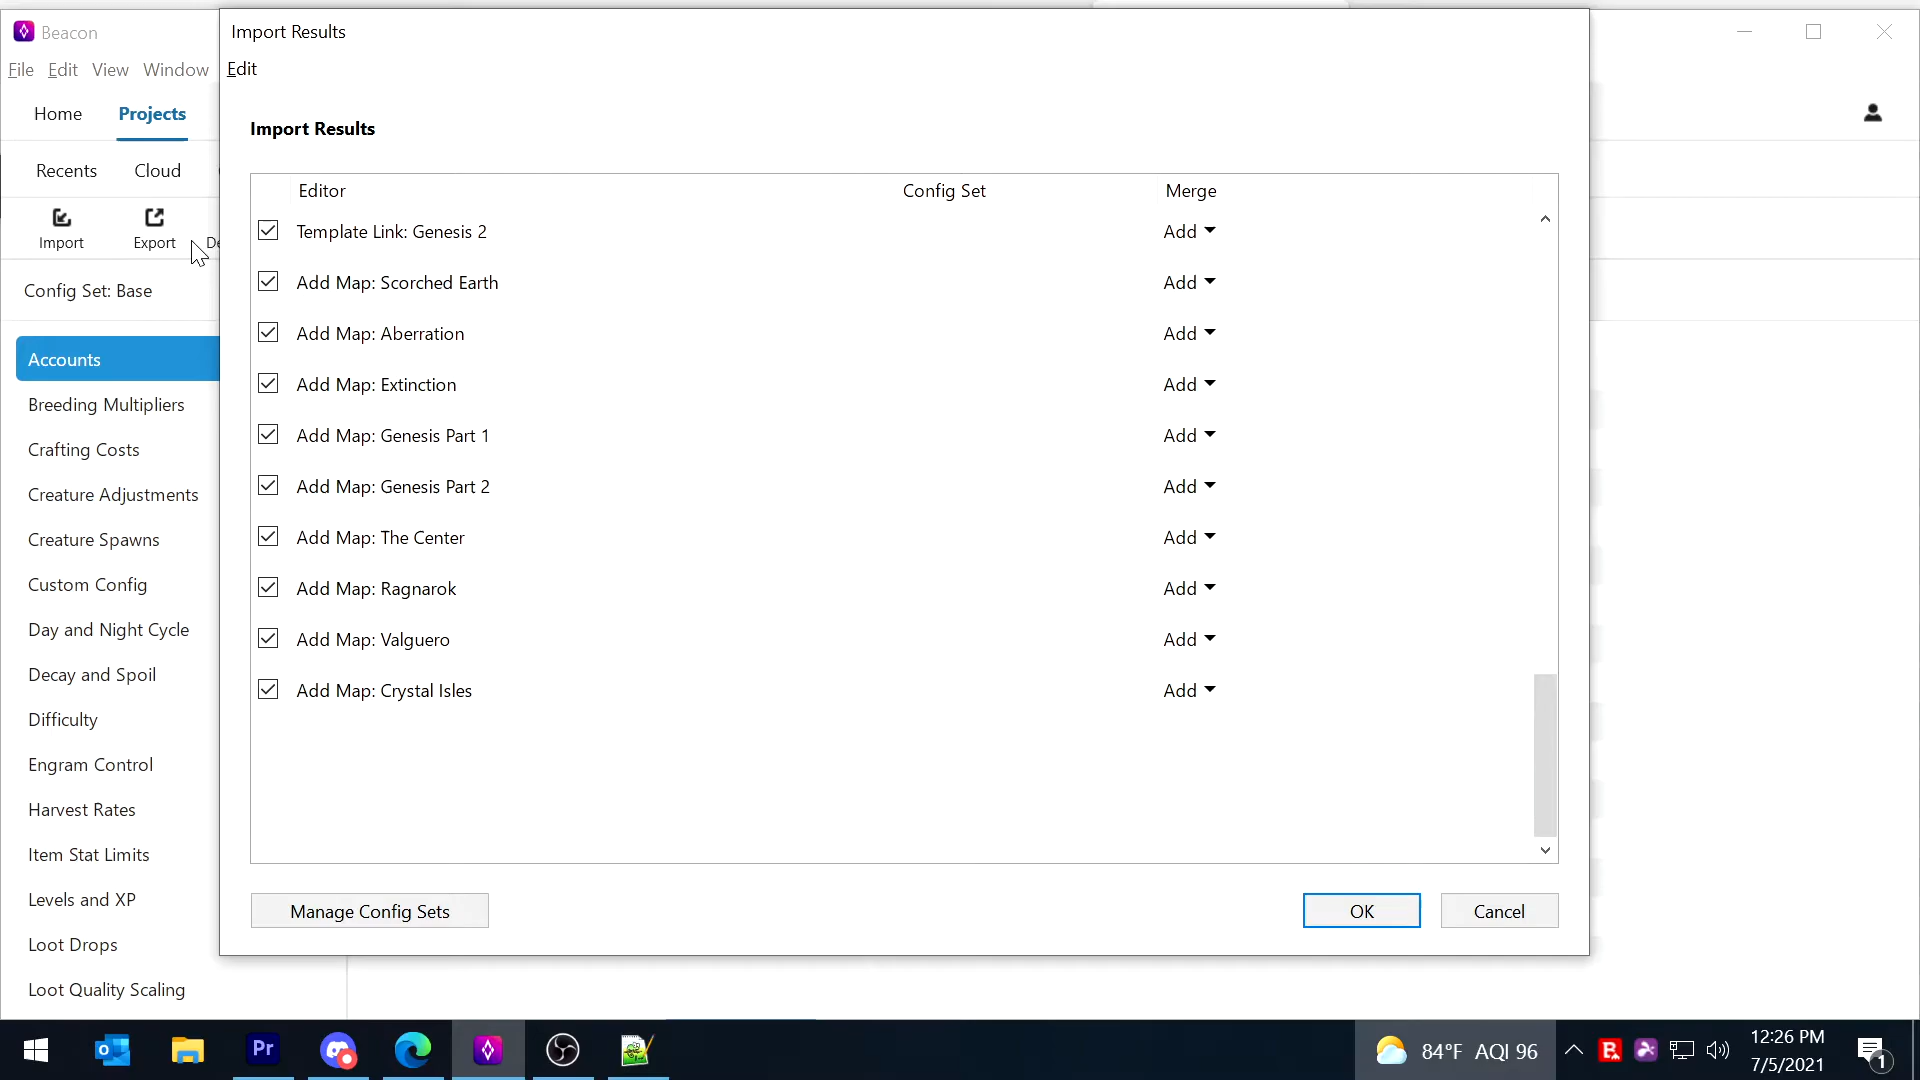 Beacon
File Edit View Window
Home Projects
Recents Cloud
Import Export De
Config Set: Base
Accounts
Breeding Multipliers
Crafting Costs
Creature Adjustments
Creature Spawns
Custom Config
Day and Night Cycle
Decay and Spoil
Difficulty
Engram Control
Harvest Rates
Item Stat Limits
Levels and XP
Loot Drops
Loot Quality Scaling
Import Results
Edit
Import Results
Editor Config Set Merge
Template Link: Genesis 2 Add
Add Map: Scorched Earth Add
Add Map: Aberration Add
Add Map: Extinction Add
Add Map: Genesis Part 1 Add
Add Map: Genesis Part 2 Add
Add Map: The Center Add
Add Map: Ragnarok Add
Add Map: Valguero Add
Add Map: Crystal Isles Add
Manage Config Sets OK Cancel
Pr 84°F AQI 96 12:26 PM
7/5/2021 1